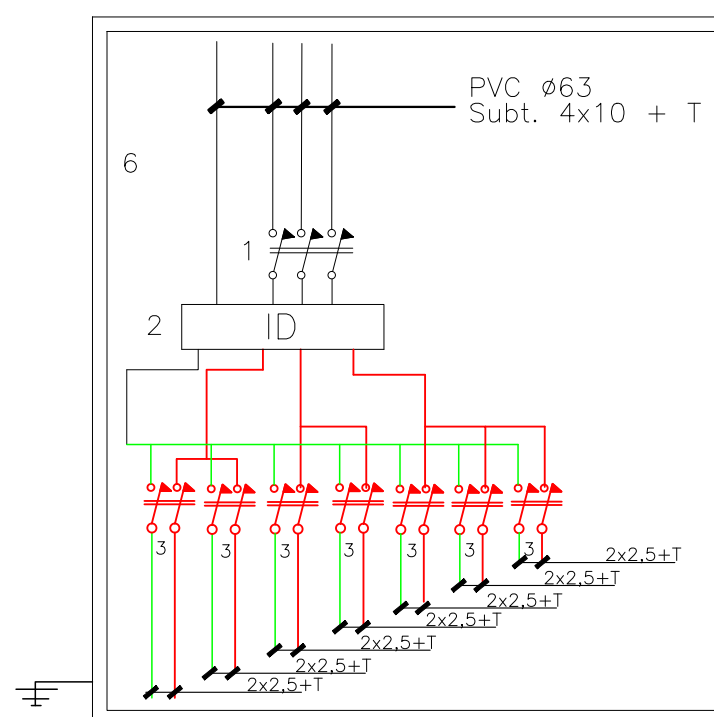 PVC ø63
Subt. 4x10 + T
6
1
2
ID
3 3 3 3 3 3 3
2x2,5+T
2x2,5+T
2x2,5+T
2x2,5+T
2x2,5+T
2x2,5+T
2x2,5+T